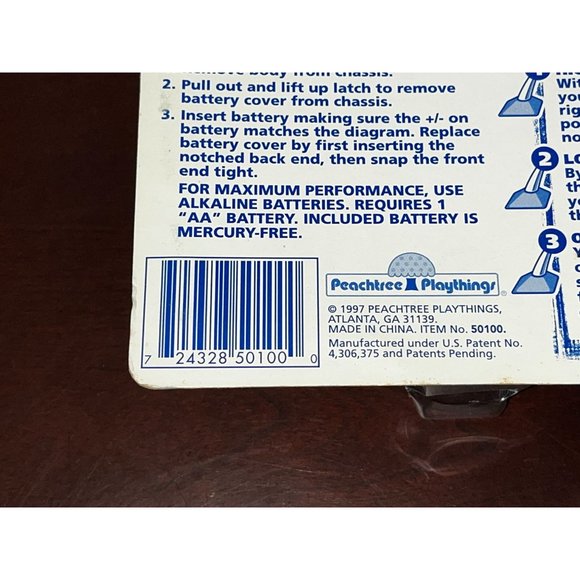 remove body from chassis.
2. Pull out and lift up latch to remove
battery cover from chassis.
3. Insert battery making sure the +/- on
battery matches the diagram. Replace
battery cover by first inserting the
notched back end, then snap the front
end tight.
FOR MAXIMUM PERFORMANCE, USE
ALKALINE BATTERIES. REQUIRES 1
"AA" BATTERY. INCLUDED BATTERY IS
MERCURY-FREE.
7 24328 50100 0
Peachtree Playthings®
© 1997 PEACHTREE PLAYTHINGS,
ATLANTA, GA 31139.
MADE IN CHINA. ITEM No. 50100.
Manufactured under U.S. Patent No.
4,306,375 and Patents Pending.
2
3